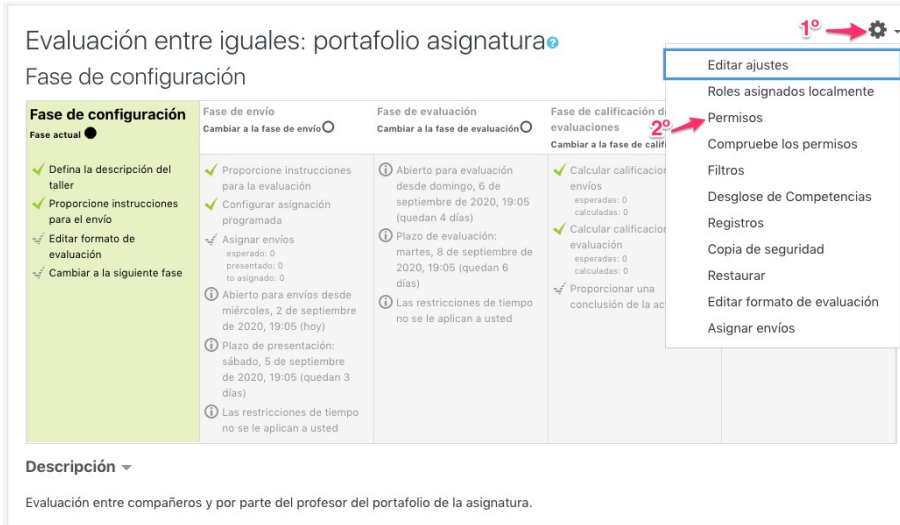 Evaluación entre iguales: portafolio asignatura
1º
Fase de configuración
Fase de configuración
Fase actual
Defina la descripción del
taller
Proporcione instrucciones
para el envío
Editar formato de
evaluación
Cambiar a la siguiente fase
Fase de envío
Cambiar a la fase de envío
Proporcione instrucciones
para la evaluación
Configurar asignación
programada
Asignar envíos
esperado: 0
presentado: 0
to asignado: 0
Abierto para envíos desde
miércoles, 2 de septiembre
de 2020, 19:05 (hoy)
Plazo de presentación:
sábado, 5 de septiembre
de 2020, 19:05 (quedan 3
días)
Las restricciones de tiempo
no se le aplican a usted
Fase de evaluación
Cambiar a la fase de evaluación
Abierto para evaluación
desde domingo, 6 de
septiembre de 2020, 19:05
(quedan 4 días)
Plazo de evaluación:
martes, 8 de septiembre de
2020, 19:05 (quedan 6
días)
Las restricciones de tiempo
no se le aplican a usted
Fase de calificación de
evaluaciones
Cambiar a la fase de calif
Calcular calificacion
envíos
esperadas: 0
calculadas: 0
Calcular calificacion
evaluación
esperadas: 0
calculadas: 0
Proporcionar una
conclusión de la ac
2º
Editar ajustes
Roles asignados localmente
Permisos
Compruebe los permisos
Filtros
Desglose de Competencias
Registros
Copia de seguridad
Restaurar
Editar formato de evaluación
Asignar envíos
Descripción
Evaluación entre compañeros y por parte del profesor del portafolio de la asignatura.